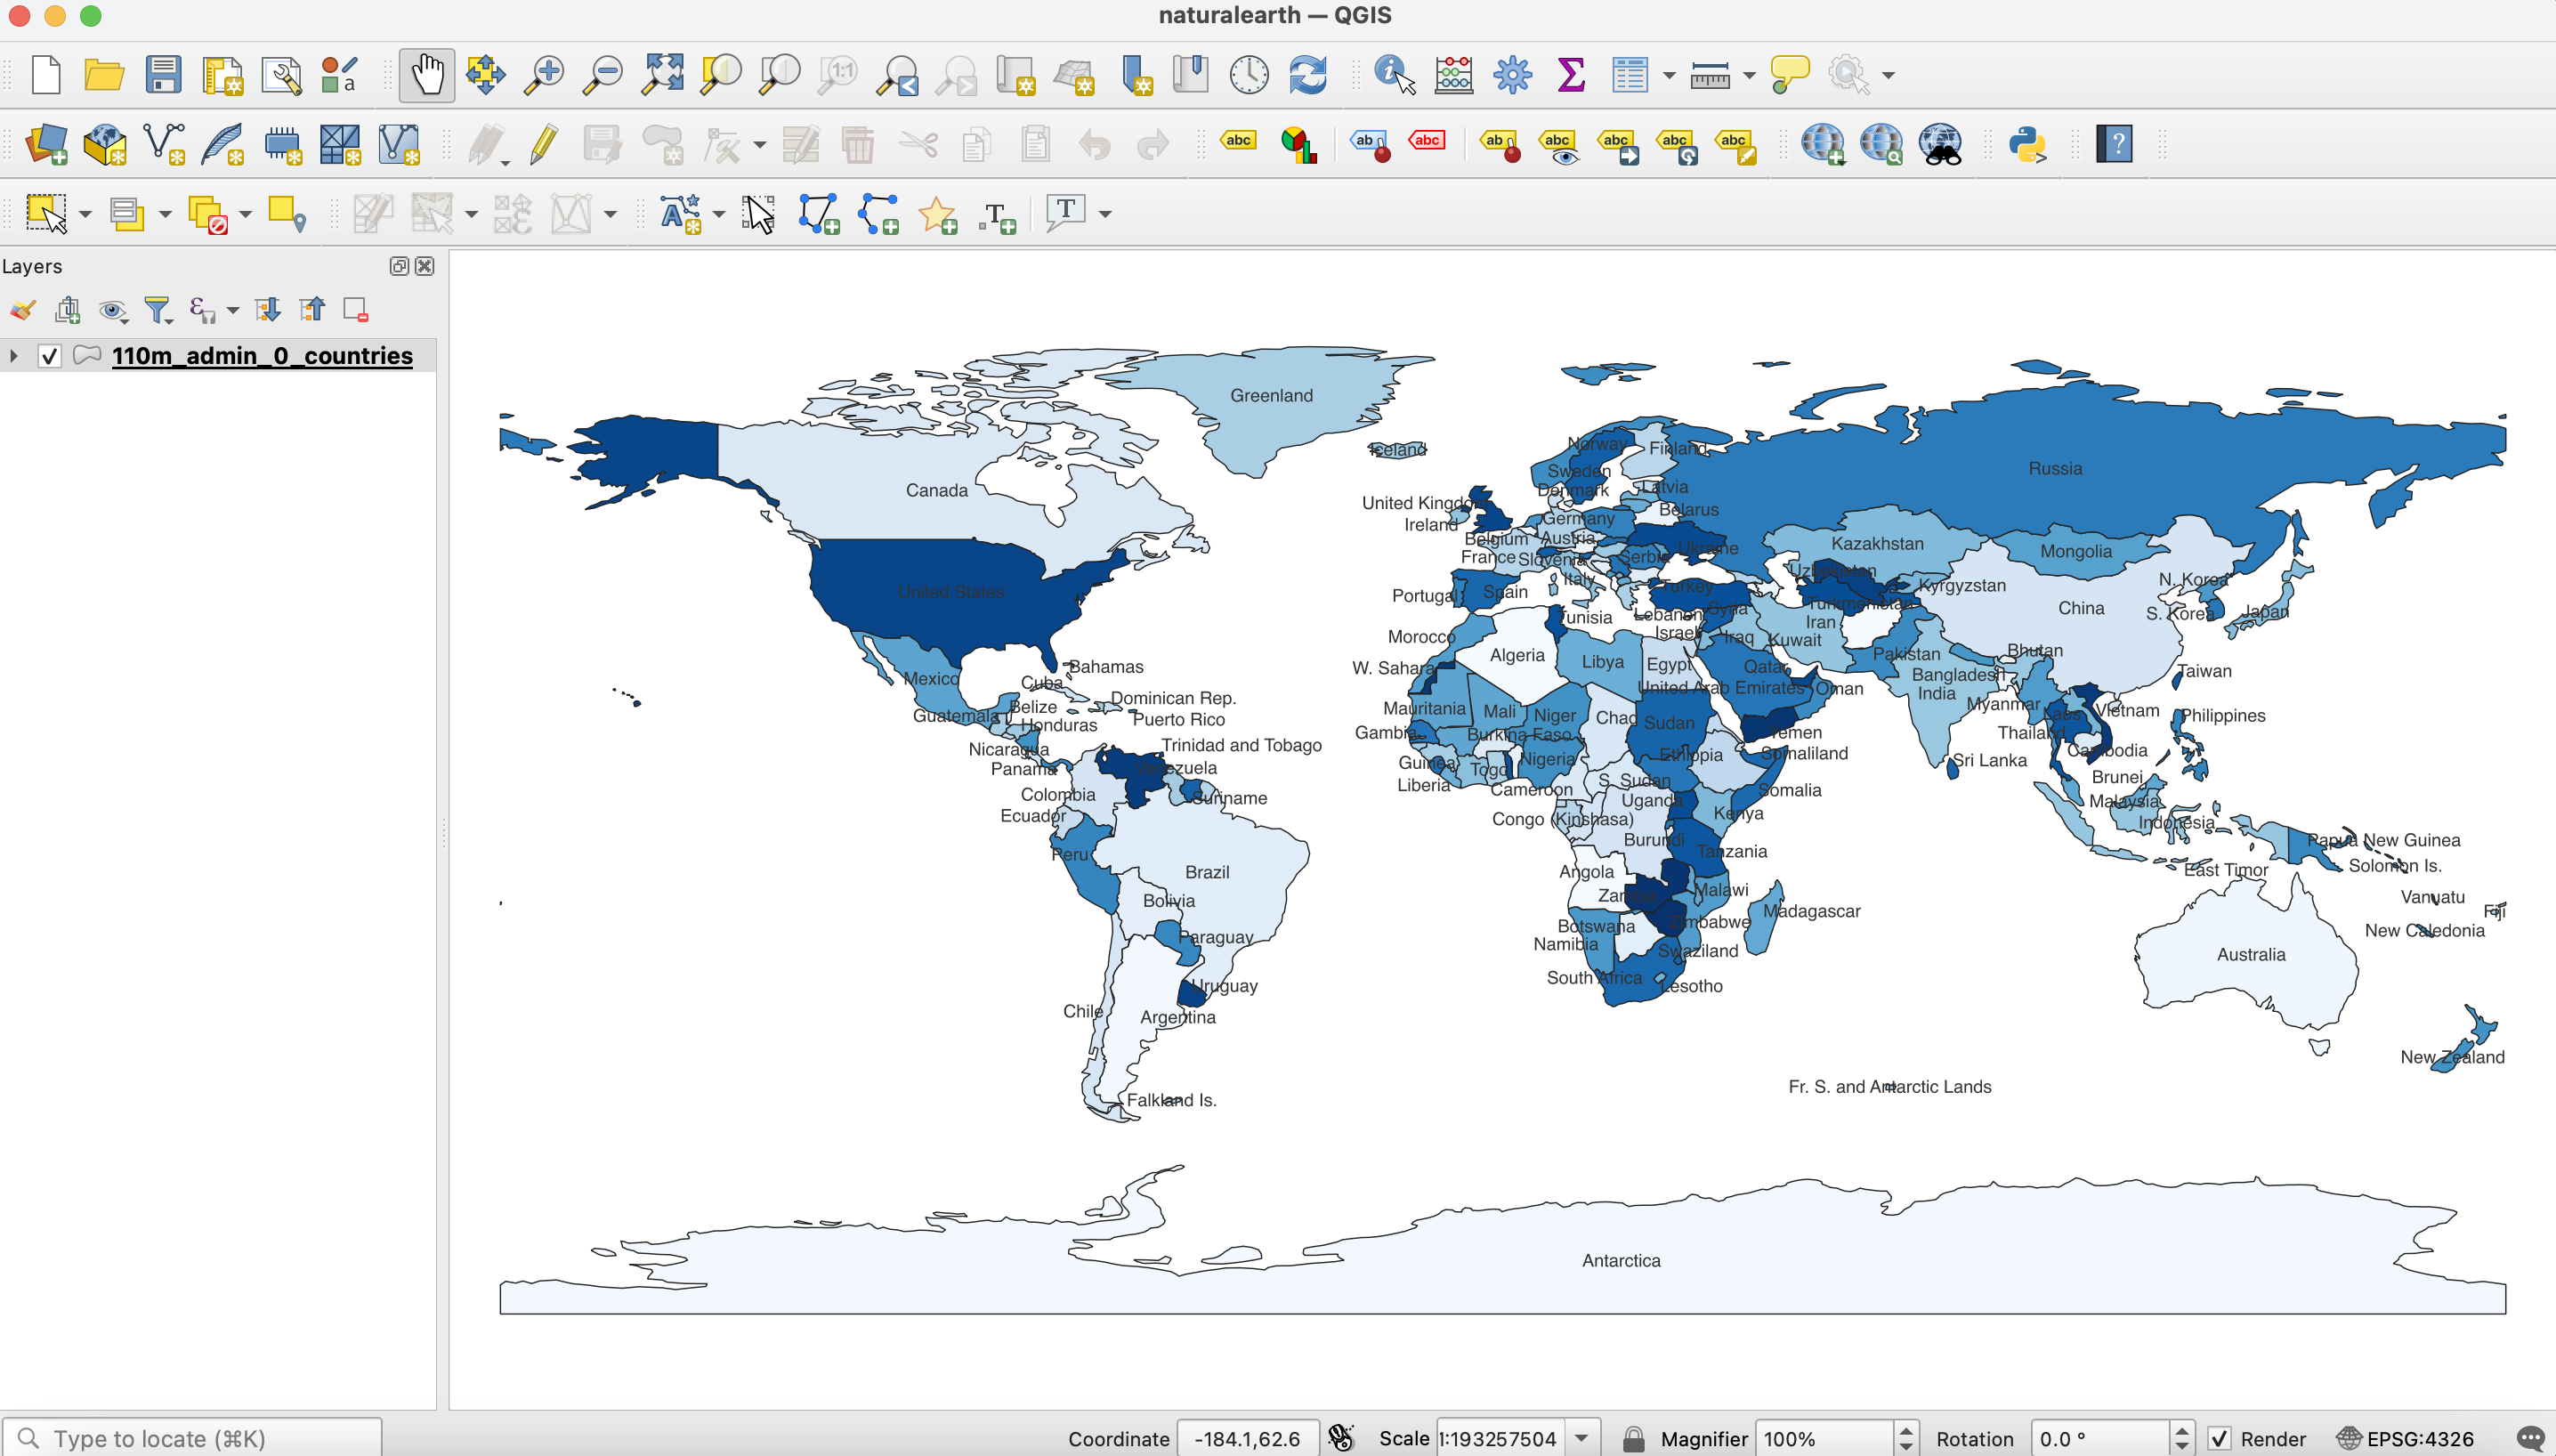 naturalearth — QGIS
Layers
110m_admin_0_countries
Greenland
Iceland
Norway
Finland
Russia
Sweden
Canada
Denmark
Latvia
United Kingdom
Belarus
Ireland
Germany
Belgium
Austria
Kazakhstan
Ukraine
Mongolia
France
Slovenia
Serbia
Uzbekistan
Italy
N. Korea
Kyrgyzstan
Turkey
United States
Portugal
Spain
Turkmenistan
Syria
China
Tunisia
Lebanon
S. Korea
Japan
Iran
Israel
Morocco
Iraq
Kuwait
Bhutan
Algeria
Pakistan
Libya
Egypt
Qatar
Bahamas
W. Sahara
Taiwan
Bangladesh
Mexico
Cuba
United Arab Emirates
Oman
India
Dominican Rep.
Myanmar
Belize
Mauritania
Mali
Niger
Laos
Vietnam
Guatemala
Puerto Rico
Chad
Sudan
Philippines
Honduras
Gambia
Burkina Faso
Yemen
Thailand
Nicaragua
Trinidad and Tobago
Cambodia
Ethiopia
Somaliland
Panama
Venezuela
Guinea
Togo
Nigeria
Sri Lanka
S. Sudan
Brunei
Liberia
Cameroon
Somalia
Colombia
Suriname
Uganda
Malaysia
Ecuador
Congo (Kinshasa)
Kenya
Indonesia
Burundi
Papua New Guinea
Peru
Tanzania
Solomon Is.
Brazil
Angola
East Timor
Malawi
Zambia
Bolivia
Vanuatu
Madagascar
Fiji
Botswana
Zimbabwe
New Caledonia
Paraguay
Namibia
Swaziland
Australia
South Africa
Lesotho
Uruguay
Chile
Argentina
New Zealand
Fr. S. and Antarctic Lands
Falkland Is.
Antarctica
Type to locate (⌘K)
Coordinate
-184.1,62.6
Scale
1:193257504
Magnifier
100%
Rotation
0.0 °
Render
EPSG:4326